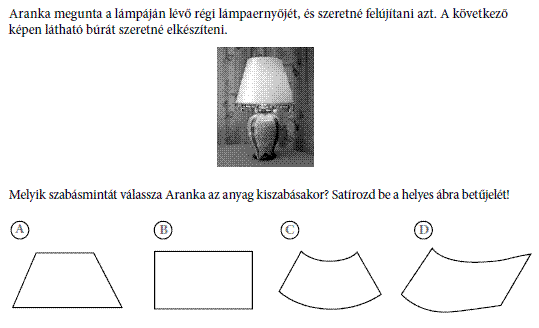 Aranka megunta a lámpáján lévő régi lámpaernyőjét, és szeretné felújítani azt. A következő
képen látható búrát szeretné elkészíteni.
Melyik szabásmintát válassza Aranka az anyag kiszabásakor? Satírozd be a helyes ábra betűjelét!
A B C D